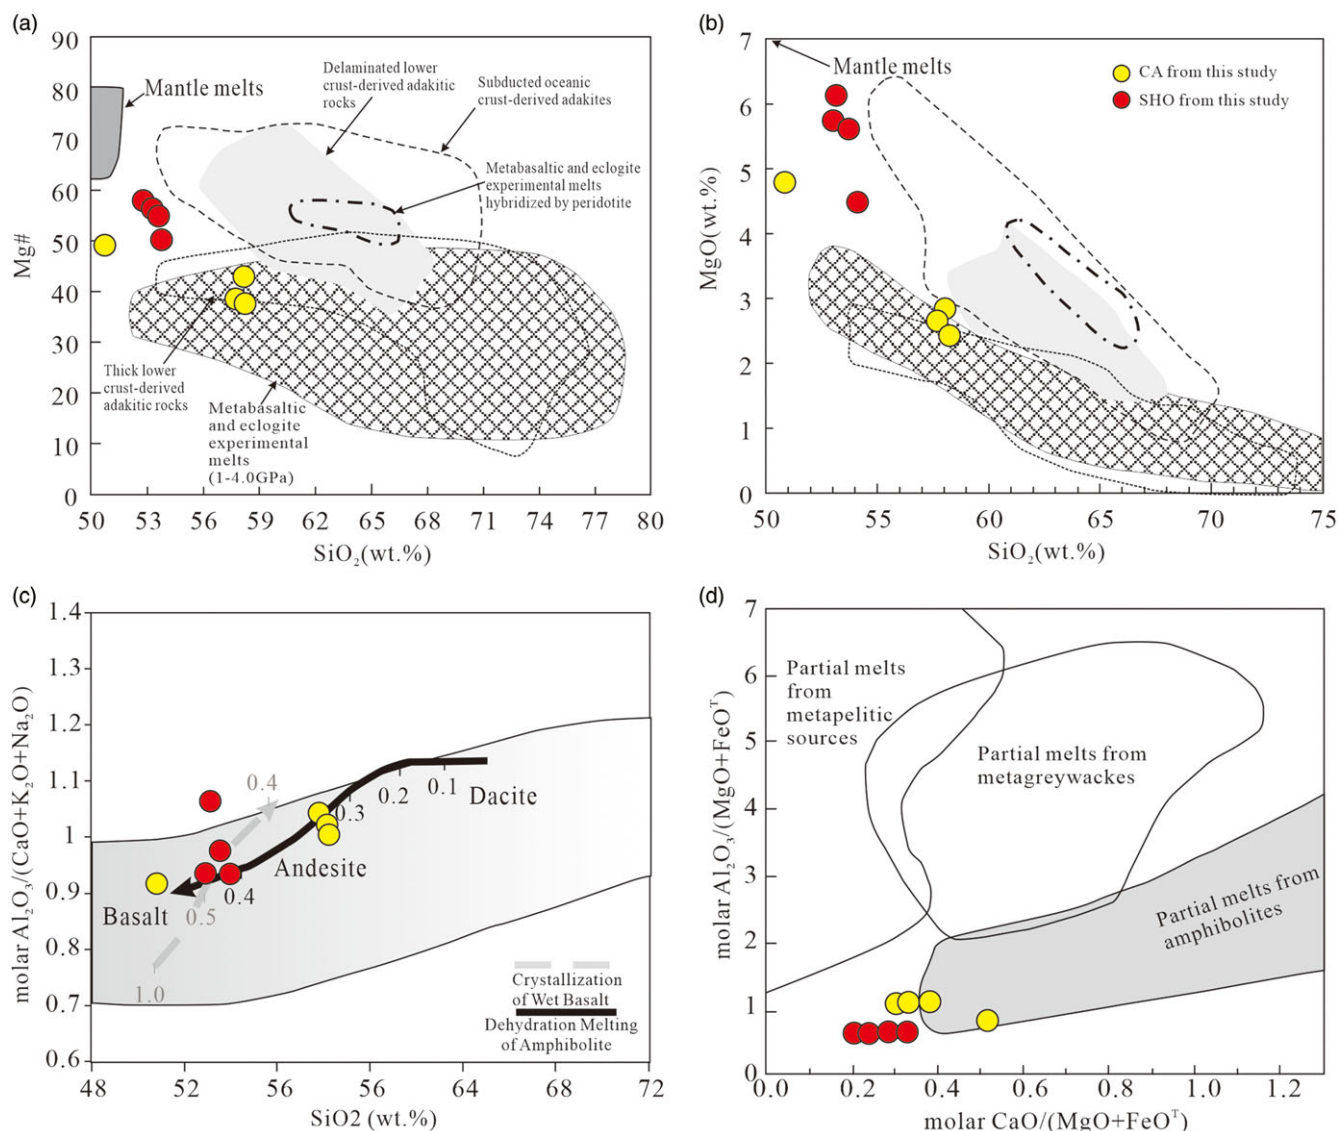 (a)
90
80
70
60
50
40
30
20
10
0
Mg#
Mantle melts
Delaminated lower
crust-derived adakitic
rocks
Subducted oceanic
crust-derived adakites
Metabasaltic and eclogite
experimental melts
hybridized by peridotite
Thick lower
crust-derived
adakitic rocks
Metabasaltic
and eclogite
experimental
melts
(1-4.0GPa)
50 53 56 59 62 65 68 71 74 77 80
SiO₂(wt.%)
(b)
7
6
5
4
3
2
1
0
MgO(wt.%)
Mantle melts
CA from this study
SHO from this study
50 55 60 65 70 75
SiO₂(wt.%)
(c)
1.4
1.3
1.2
1.1
1
0.9
0.8
0.7
0.6
molar Al₂O₃/(CaO+K₂O+Na₂O)
0.4
0.1
0.2
Dacite
0.3
Andesite
0.4
Basalt
0.5
1.0
Crystallization
of Wet Basalt
Dehydration Melting
of Amphibolite
48 52 56 56 64 72
SiO2 (wt.%)
(d)
7
6
5
4
3
2
1
0
molar Al₂O₃/(MgO+FeOᵀ)
Partial melts
from
metapelitic
sources
Partial melts from
metagreywackes
Partial melts from
amphibolites
0.0 0.2 0.4 0.6 0.8 1.0 1.2
molar CaO/(MgO+FeOᵀ)